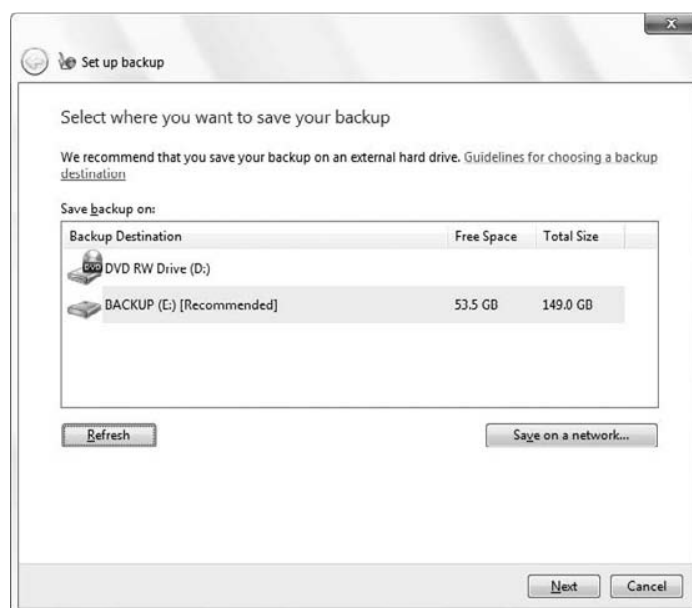 Set up backup
Select where you want to save your backup
We recommend that you save your backup on an external hard drive. Guidelines for choosing a backup
destination
Save backup on:
Backup Destination Free Space Total Size
DVD DVD RW Drive (D:)
BACKUP (E:) [Recommended] 53.5 GB 149.0 GB
Refresh Save on a network...
Next Cancel